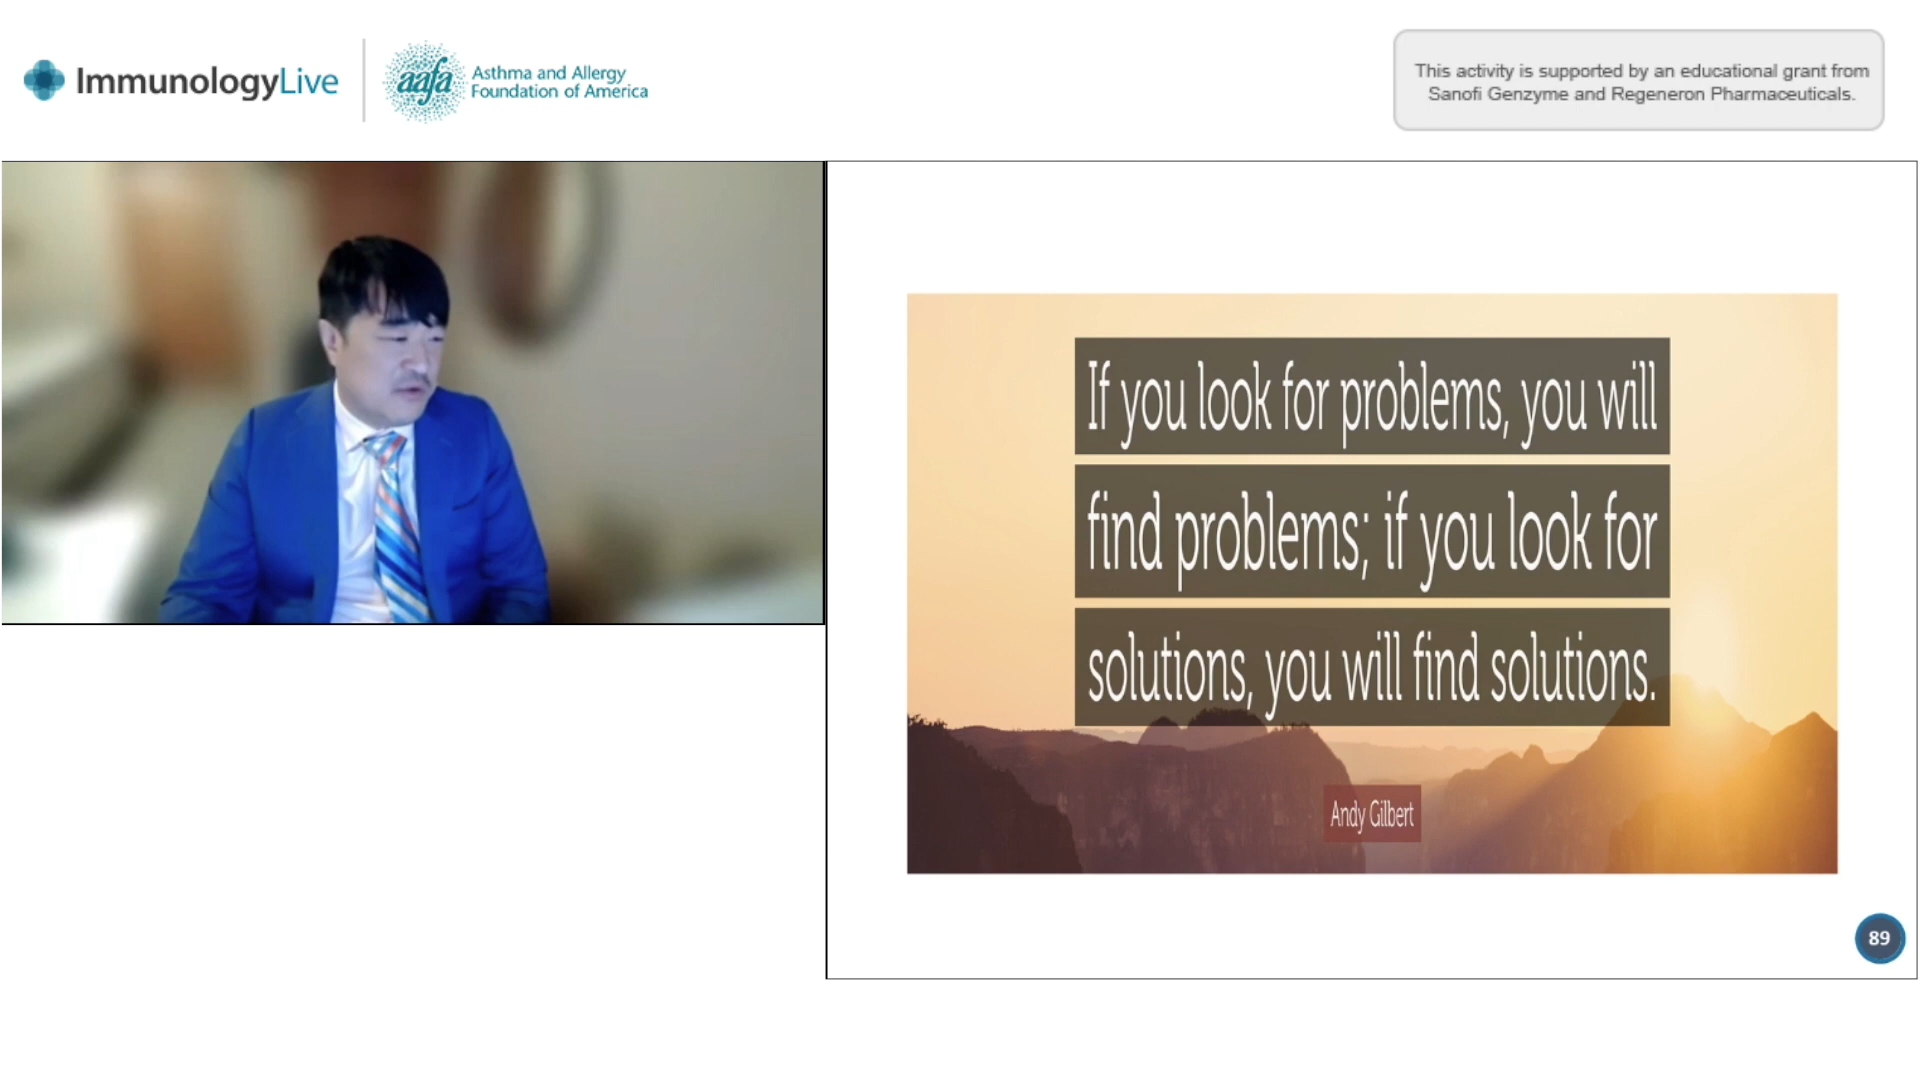 ImmunologyLive
aafa
Asthma and Allergy
Foundation of America
This activity is supported by an educational grant from
Sanofi Genzyme and Regeneron Pharmaceuticals.
If you look for problems, you will
find problems; if you look for
solutions, you will find solutions.
Andy Gilbert
89